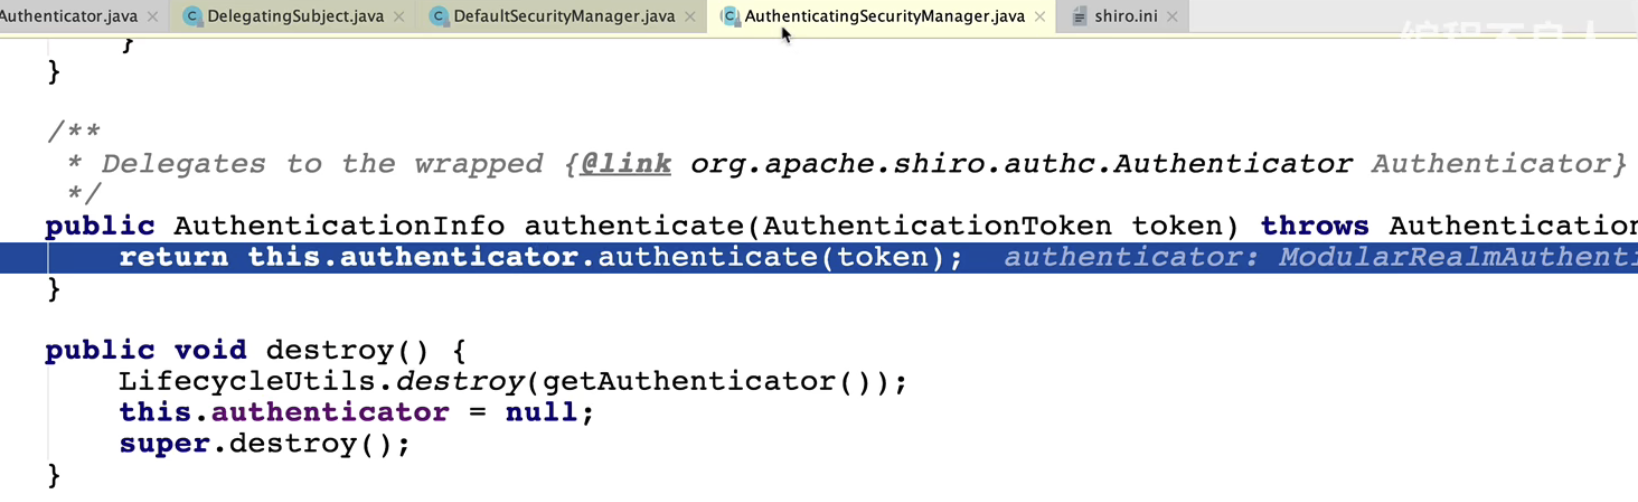 Authenticator.java × DelegatingSubject.java × DefaultSecurityManager.java × AuthenticatingSecurityManager.java × shiro.ini ×
}
}
/**
* Delegates to the wrapped {@link org.apache.shiro.authc.Authenticator Authenticator}
*/
public AuthenticationInfo authenticate(AuthenticationToken token) throws Authentication
return this.authenticator.authenticate(token); authenticator: ModularRealmAuthenti
}
public void destroy() {
LifecycleUtils.destroy(getAuthenticator());
this.authenticator = null;
super.destroy();
}